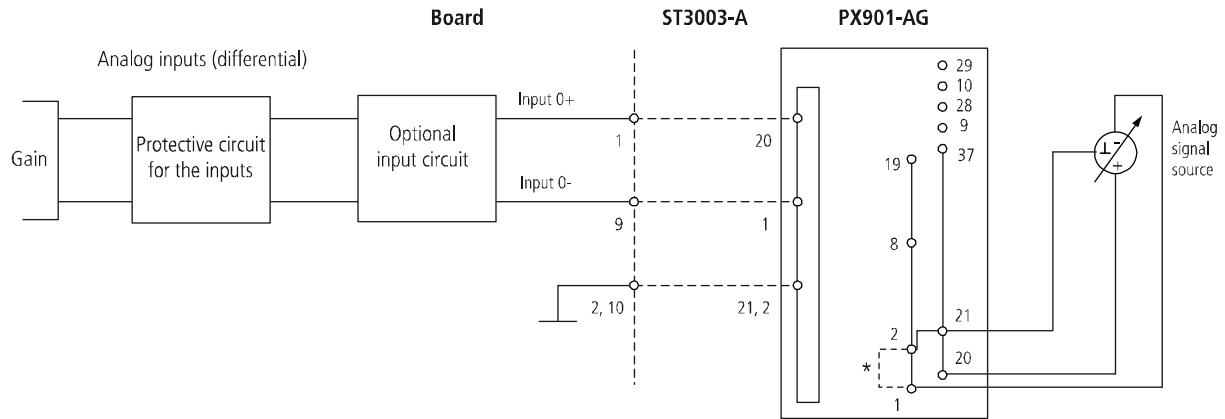 Board
ST3003-A
PX901-AG
Analog inputs (differential)
Gain
Protective circuit
for the inputs
Optional
input circuit
Input 0+
Input 0-
1
9
2, 10
20
1
21, 2
29
10
28
9
37
19
8
21
2
20
*
1
⊥
-
+
Analog
signal
source